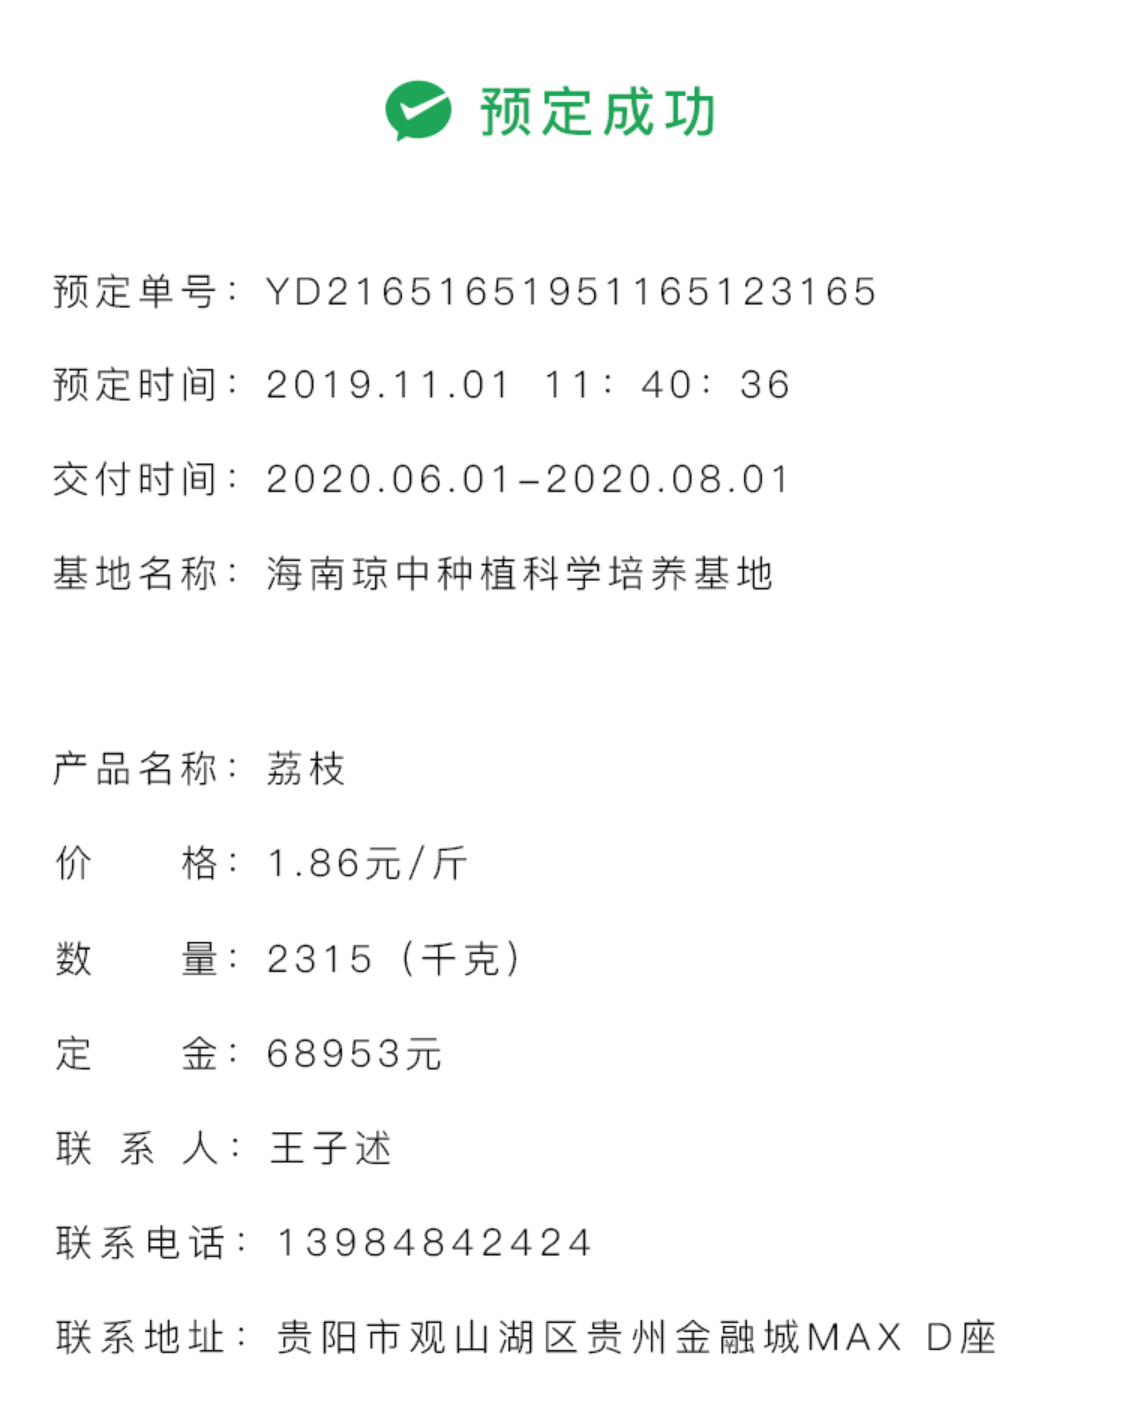 预定成功
预定单号：YD21651651951165123165
预定时间：2019.11.01 11：40：36
交付时间：2020.06.01-2020.08.01
基地名称：海南琼中种植科学培养基地
产品名称：荔枝
价格：1.86元/斤
数量：2315（千克）
定金：68953元
联系人：王子述
联系电话：13984842424
联系地址：贵阳市观山湖区贵州金融城MAX D座